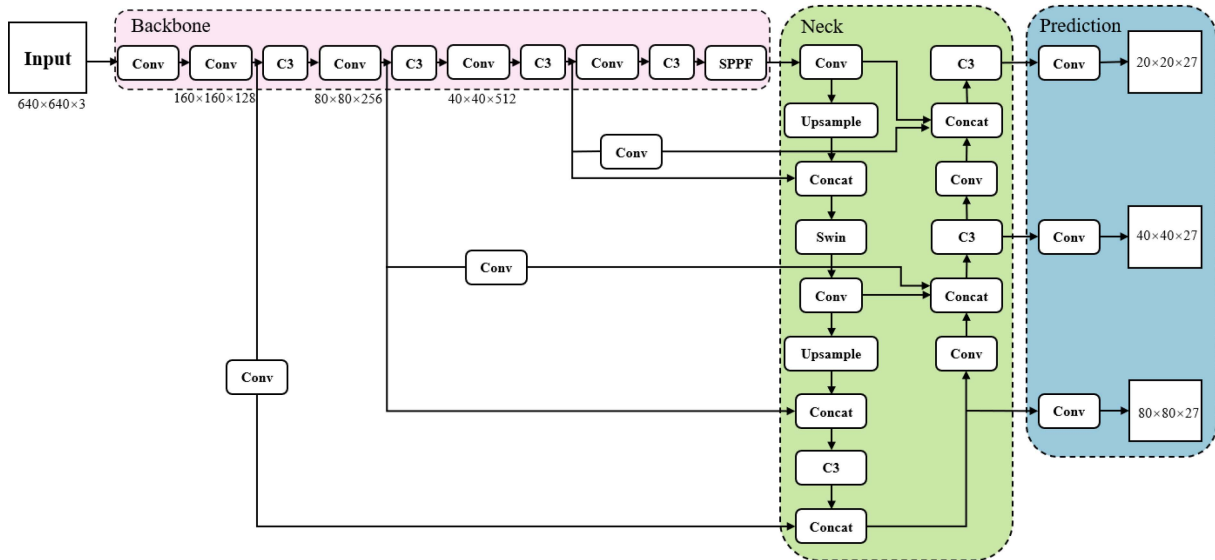 Backbone
Neck
Prediction
Input
Conv
Conv
C3
Conv
C3
Conv
C3
Conv
C3
SPPF
Conv
C3
Conv
20×20×27
640×640×3
160×160×128
80×80×256
40×40×512
Upsample
Concat
Conv
Concat
Conv
Swin
C3
Conv
40×40×27
Conv
Conv
Concat
Upsample
Conv
Conv
Concat
Conv
80×80×27
C3
Concat